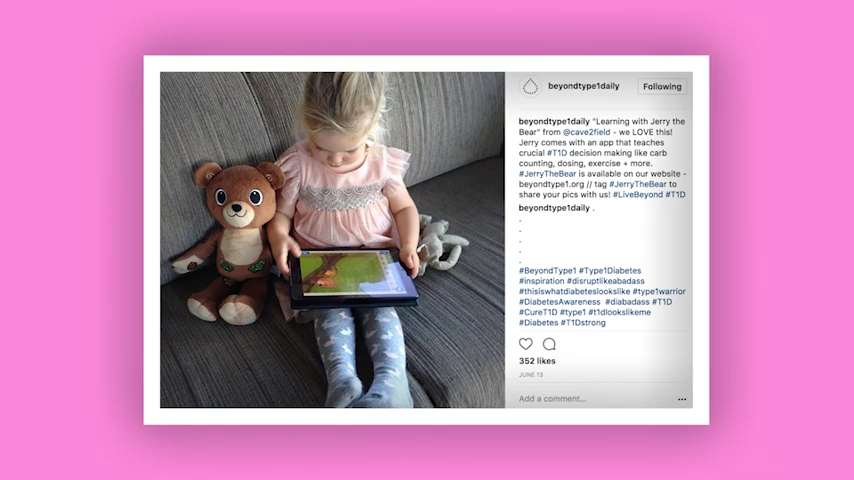 beyondtype1daily
Following
beyondtype1daily "Learning with Jerry the
Bear" from @cave2field - we LOVE this!
Jerry comes with an app that teaches
crucial #T1D decision making like carb
counting, dosing, exercise + more.
#JerryTheBear is available on our website -
beyondtype1.org // tag #JerryTheBear to
share your pics with us! #LiveBeyond #T1D
beyondtype1daily .
.
.
.
.
.
#BeyondType1 #Type1Diabetes
#inspiration #disruptlikeabadass
#thisiswhatdiabeteslookslike #type1warrior
#DiabetesAwareness #diabadass #T1D
#CureT1D #type1 #t1dlookslikeme
#Diabetes #T1Dstrong
352 likes
JUNE 13
Add a comment...